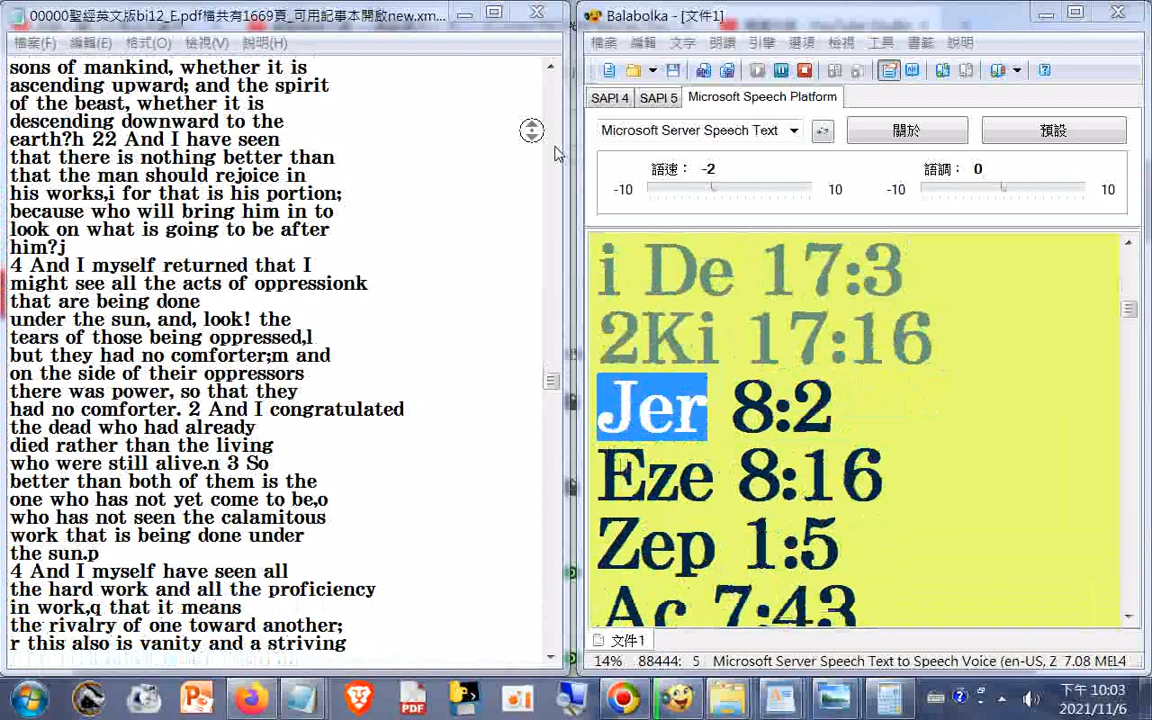 00000聖經英文版bi12_E.pdf檔共有1669頁_可用記事本開啟new.xm...
檔案(F) 編輯(E) 格式(O) 檢視(V) 說明(H)
sons of mankind, whether it is
ascending upward; and the spirit
of the beast, whether it is
descending downward to the
earth?h 22 And I have seen
that there is nothing better than
that the man should rejoice in
his works,i for that is his portion;
because who will bring him in to
look on what is going to be after
him?j
4 And I myself returned that I
might see all the acts of oppressionk
that are being done
under the sun, and, look! the
tears of those being oppressed,l
but they had no comforter;m and
on the side of their oppressors
there was power, so that they
had no comforter. 2 And I congratulated
the dead who had already
died rather than the living
who were still alive.n 3 So
better than both of them is the
one who has not yet come to be,o
who has not seen the calamitous
work that is being done under
the sun.p
4 And I myself have seen all
the hard work and all the proficiency
in work,q that it means
the rivalry of one toward another;
r this also is vanity and a striving
Balabolka - [文件1]
檔案 編輯 文字 朗讀 引擎 選項 檢視 工具 書籤 說明
SAPI 4 SAPI 5 Microsoft Speech Platform
Microsoft Server Speech Text 關於 預設
語速： -2 語調： 0
-10 10 -10 10
i De 17:3
2Ki 17:16
Jer 8:2
Eze 8:16
Zep 1:5
Ac 7:43
文件1
14% 88444: 5 Microsoft Server Speech Text to Speech Voice (en-US, Z 7.08 ME14
PDF
下午 10:03
2021/11/6